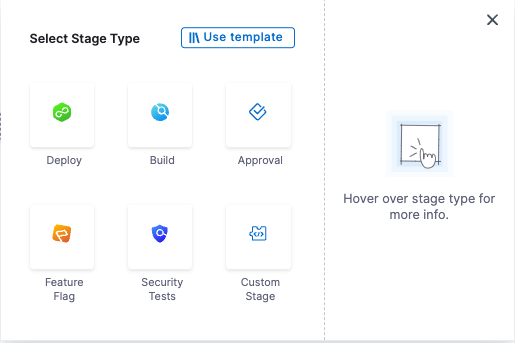 Select Stage Type
Use template
Deploy
Build
Approval
Hover over stage type for
more info.
Feature
Flag
Security
Tests
Custom
Stage